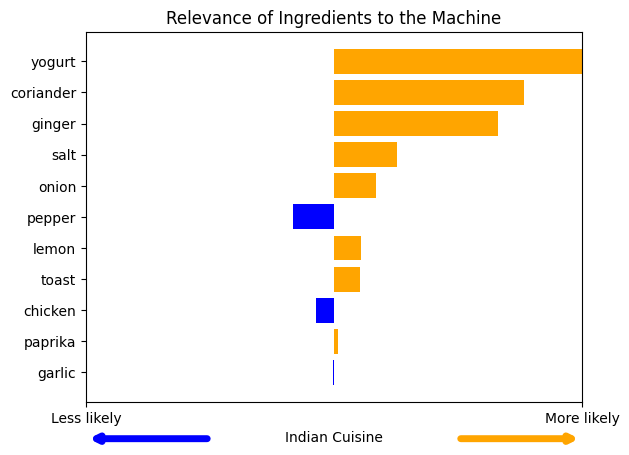 Relevance of Ingredients to the Machine
yogurt
coriander
ginger
salt
onion
pepper
lemon
toast
chicken
paprika
garlic
Less likely
More likely
Indian Cuisine